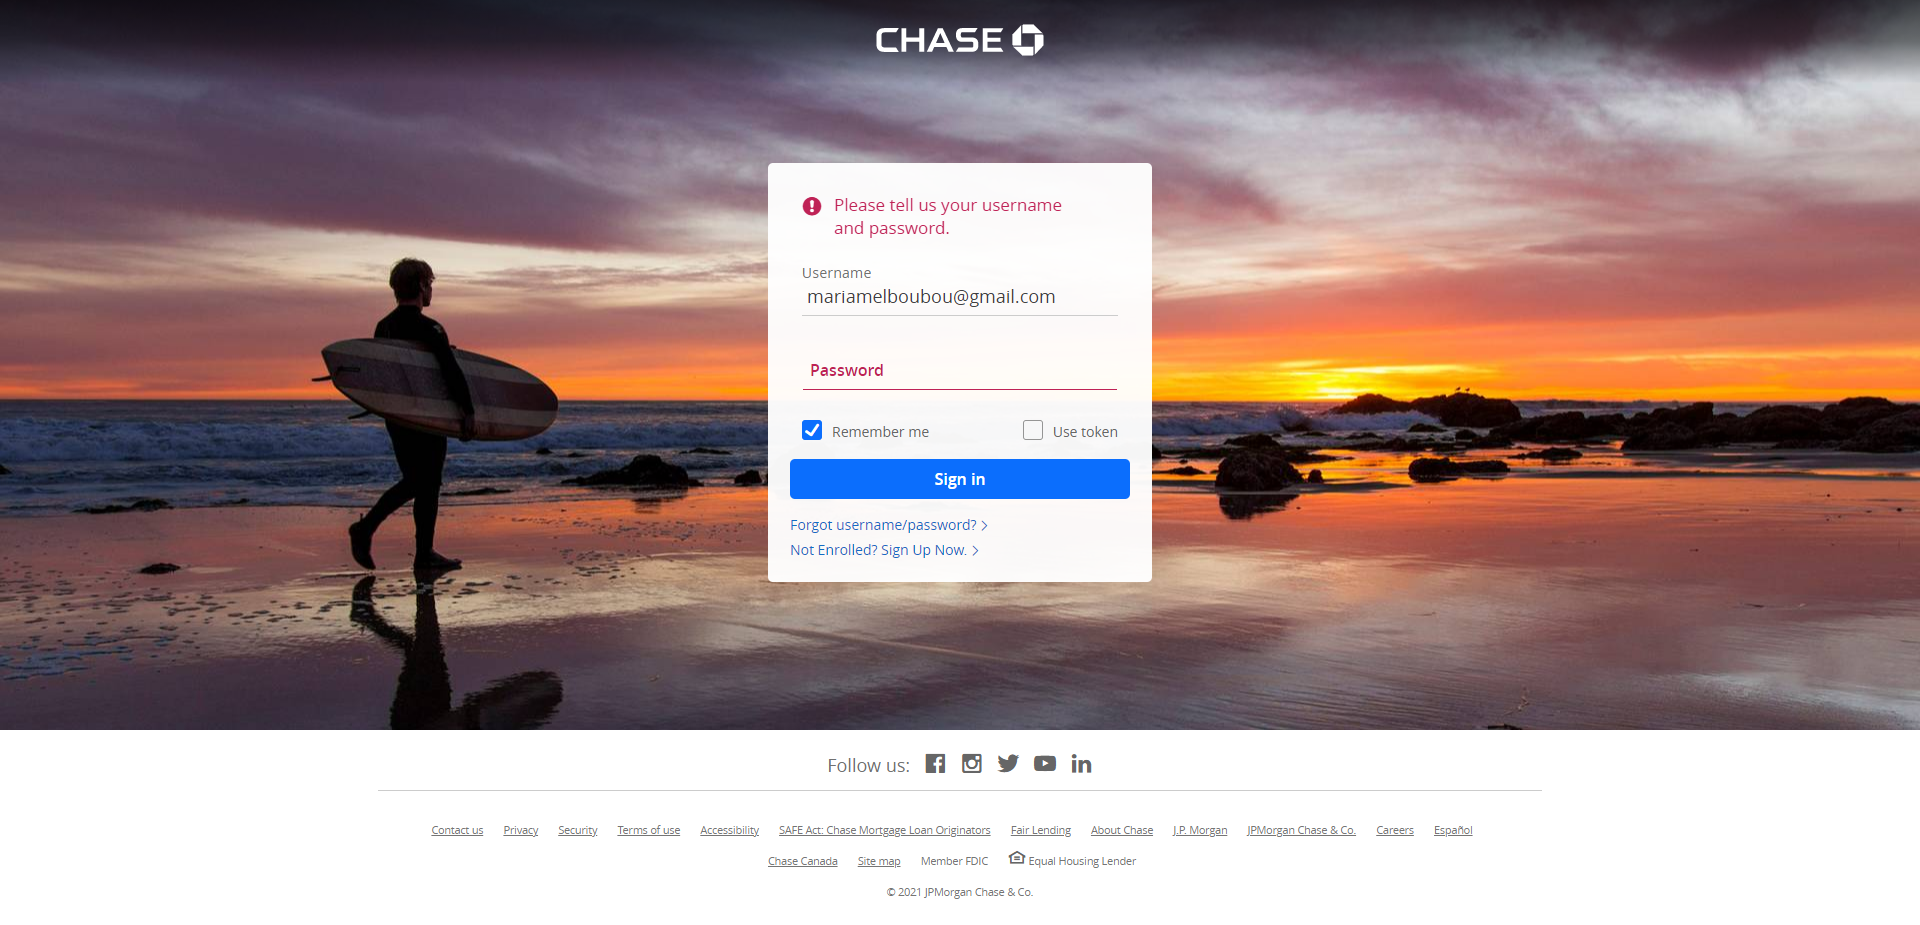 CHASE
Please tell us your username
and password.
Username
mariamelboubou@gmail.com
Password
Remember me
Use token
Sign in
Forgot username/password?
Not Enrolled? Sign Up Now.
Follow us:
Contact us Privacy Security Terms of use Accessibility SAFE Act: Chase Mortgage Loan Originators Fair Lending About Chase J.P. Morgan JPMorgan Chase & Co. Careers Español
Chase Canada Site map Member FDIC Equal Housing Lender
© 2021 JPMorgan Chase & Co.